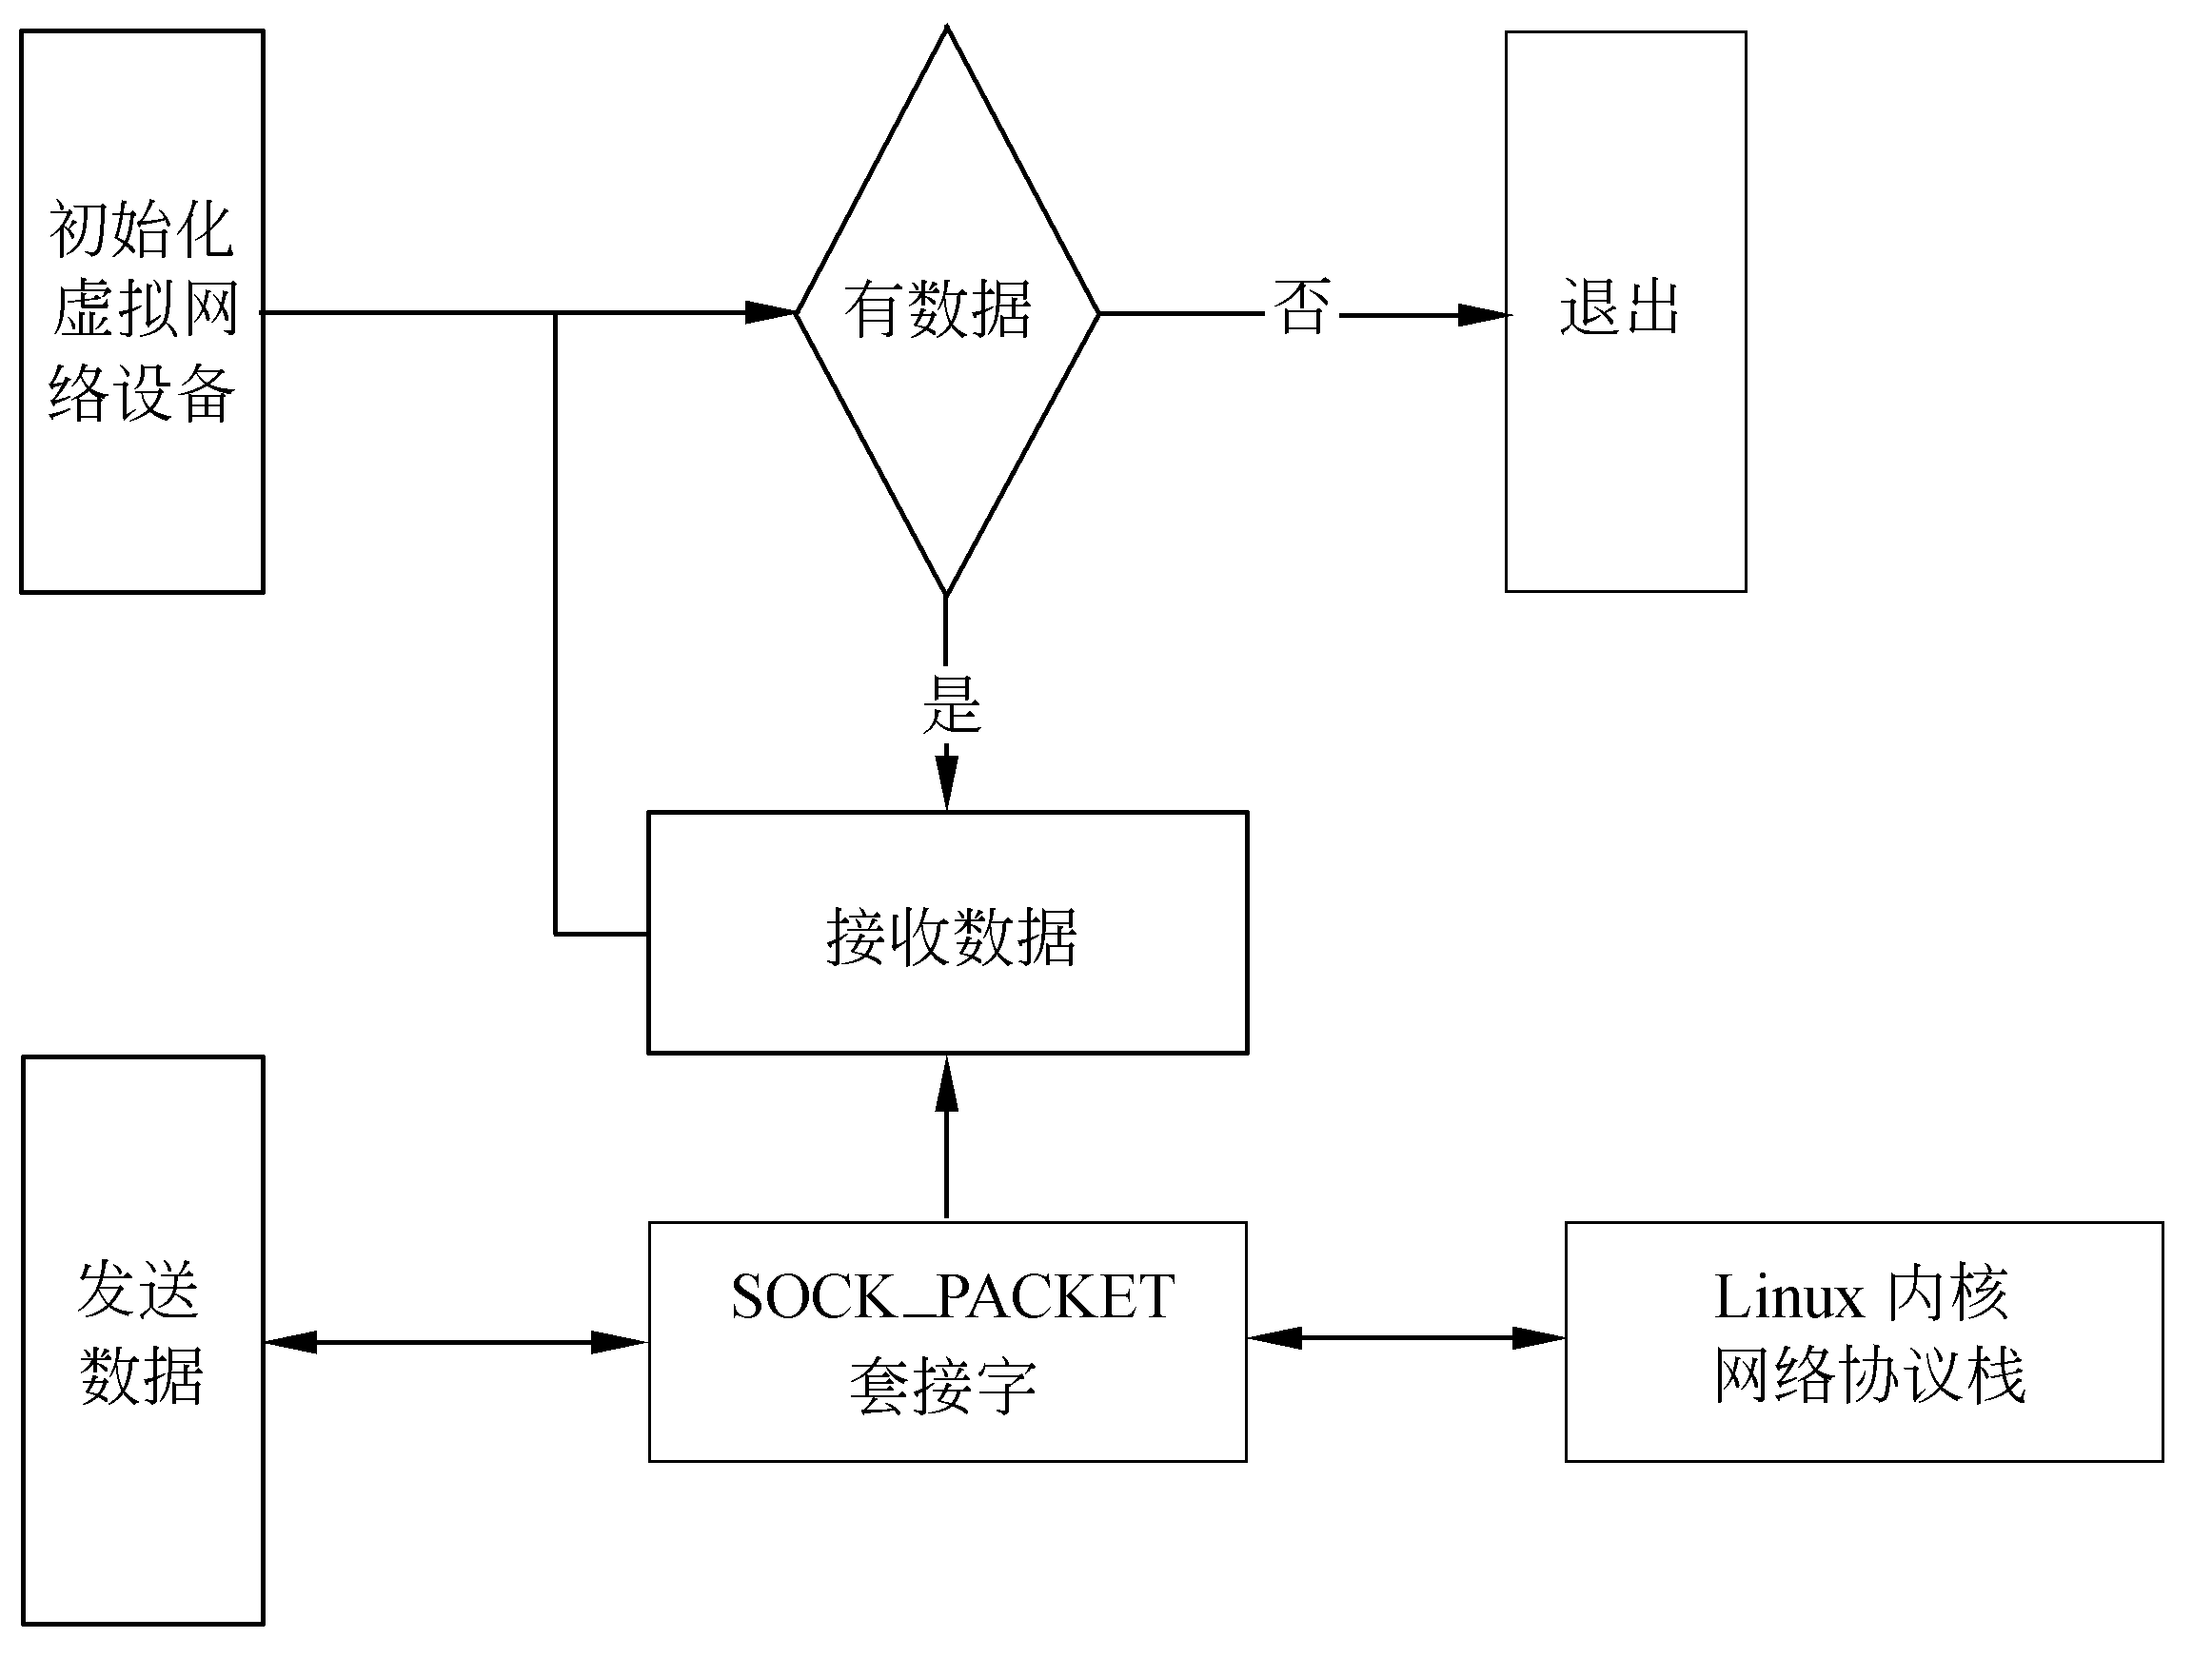 初始化
虚拟网
络设备
有数据
否
退出
是
接收数据
发送
数据
SOCK_PACKET
套接字
Linux 内核
网络协议栈